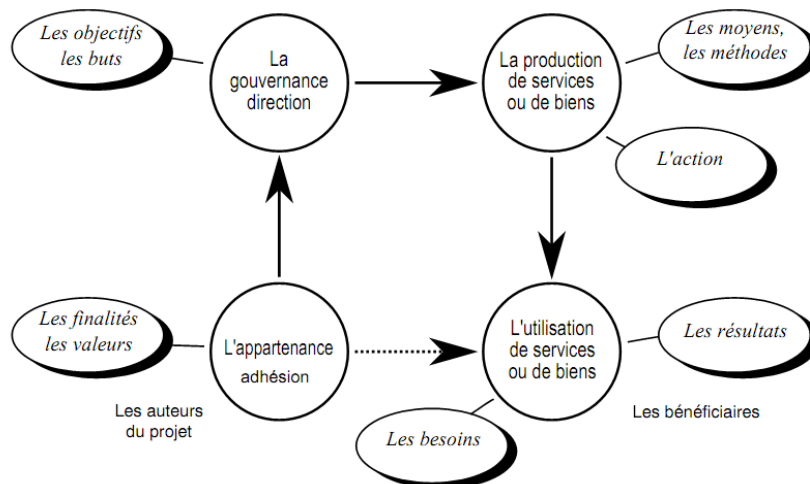 Les objectifs
les buts
La
gouvernance
direction
La production
de services
ou de biens
Les moyens,
les méthodes
L'action
Les finalités
les valeurs
L'appartenance
adhésion
L'utilisation
de services
ou de biens
Les résultats
Les auteurs
du projet
Les besoins
Les bénéficiaires